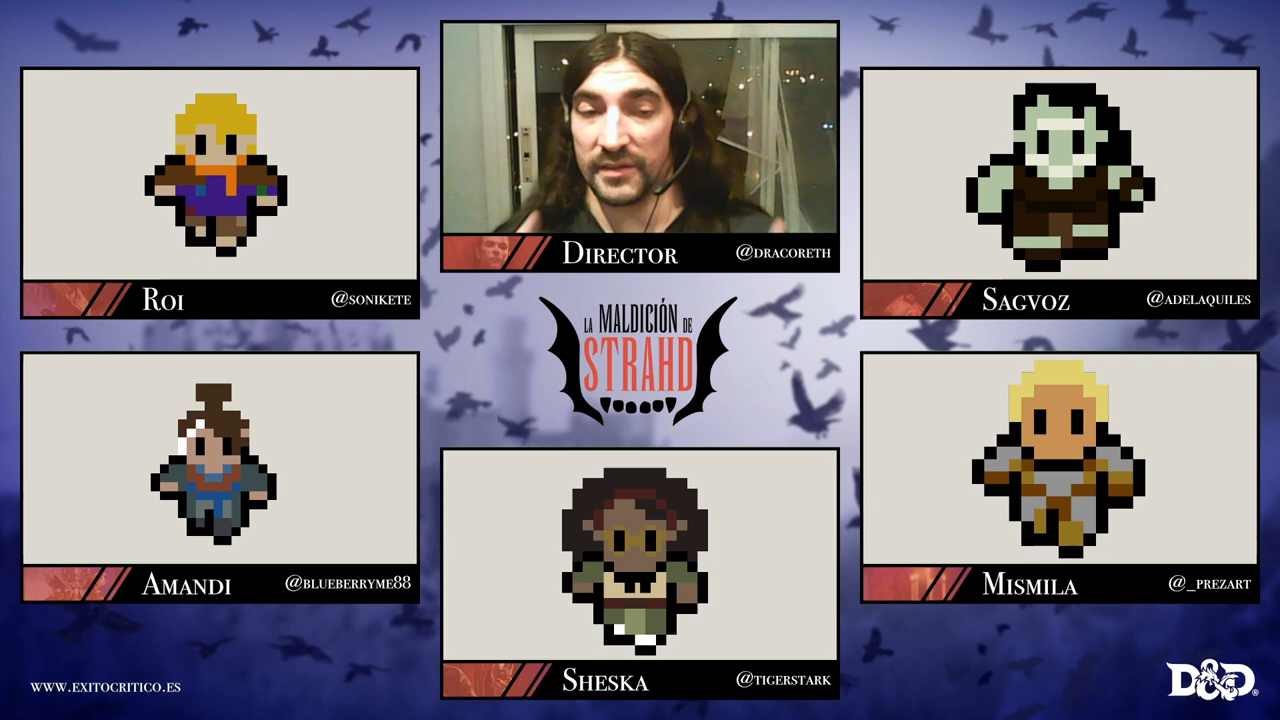 Director
@dracoreth
Roi
@sonikete
Sagvoz
@adelaquiles
LA MALDICIÓN DE
STRAHD
Amandi
@blueberryme88
Sheska
@tigerstark
Mismila
@_prezart
www.exitocritico.es
D&D®